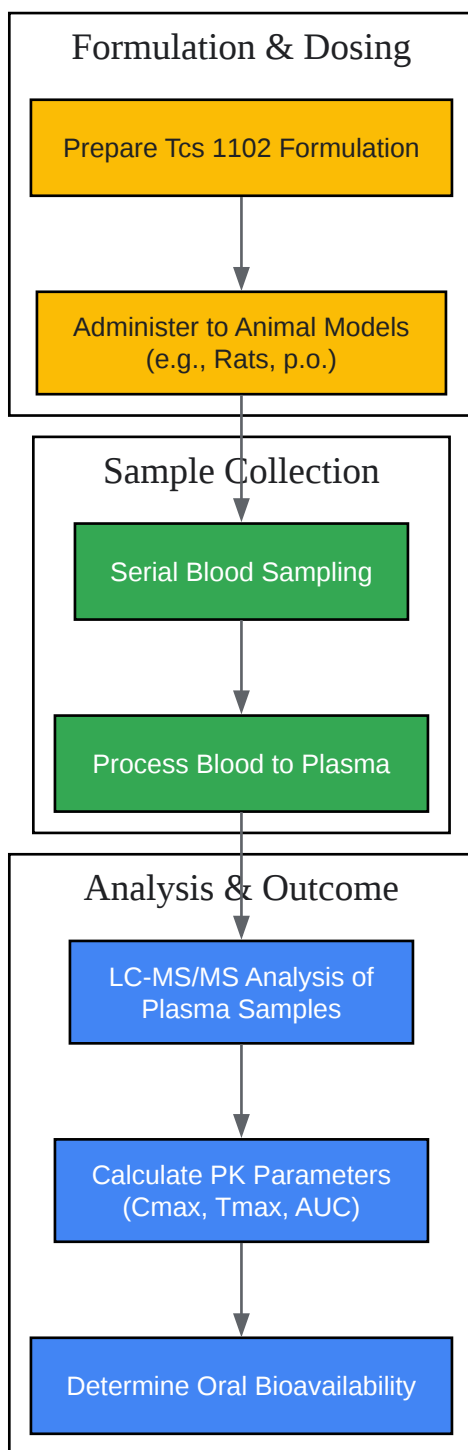 Formulation & Dosing
Prepare Tcs 1102 Formulation
Administer to Animal Models
(e.g., Rats, p.o.)
Sample Collection
Serial Blood Sampling
Process Blood to Plasma
Analysis & Outcome
LC-MS/MS Analysis of
Plasma Samples
Calculate PK Parameters
(Cmax, Tmax, AUC)
Determine Oral Bioavailability